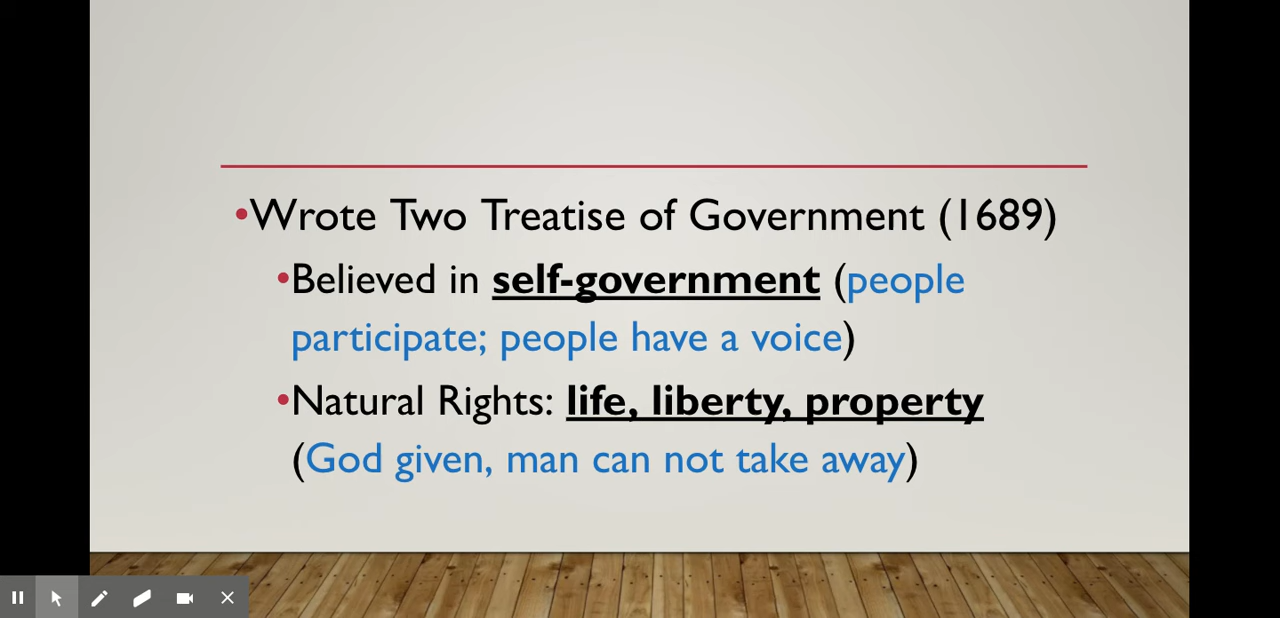 •Wrote Two Treatise of Government (1689)
•Believed in self-government (people
participate; people have a voice)
•Natural Rights: life, liberty, property
(God given, man can not take away)